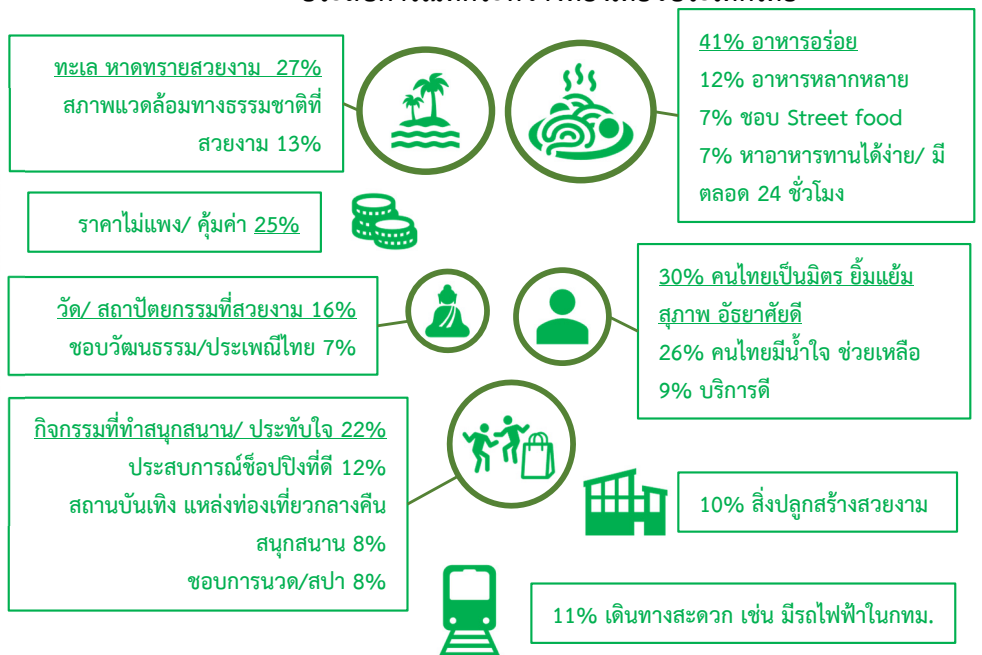 ทะเล หาดทรายสวยงาม 27%
สภาพแวดล้อมทางธรรมชาติที่
สวยงาม 13%
41% อาหารอร่อย
12% อาหารหลากหลาย
7% ชอบ Street food
7% หาอาหารทานได้ง่าย/ มี
ตลอด 24 ชั่วโมง
ราคาไม่แพง/ คุ้มค่า 25%
วัด/ สถาปัตยกรรมที่สวยงาม 16%
ชอบวัฒนธรรม/ประเพณีไทย 7%
30% คนไทยเป็นมิตร ยิ้มแย้ม
สุภาพ อัธยาศัยดี
26% คนไทยมีน้ำใจ ช่วยเหลือ
9% บริการดี
กิจกรรมที่ทำสนุกสนาน/ ประทับใจ 22%
ประสบการณ์ช็อปปิงที่ดี 12%
สถานบันเทิง แหล่งท่องเที่ยวกลางคืน
สนุกสนาน 8%
ชอบการนวด/สปา 8%
10% สิ่งปลูกสร้างสวยงาม
11% เดินทางสะดวก เช่น มีรถไฟฟ้าในกทม.